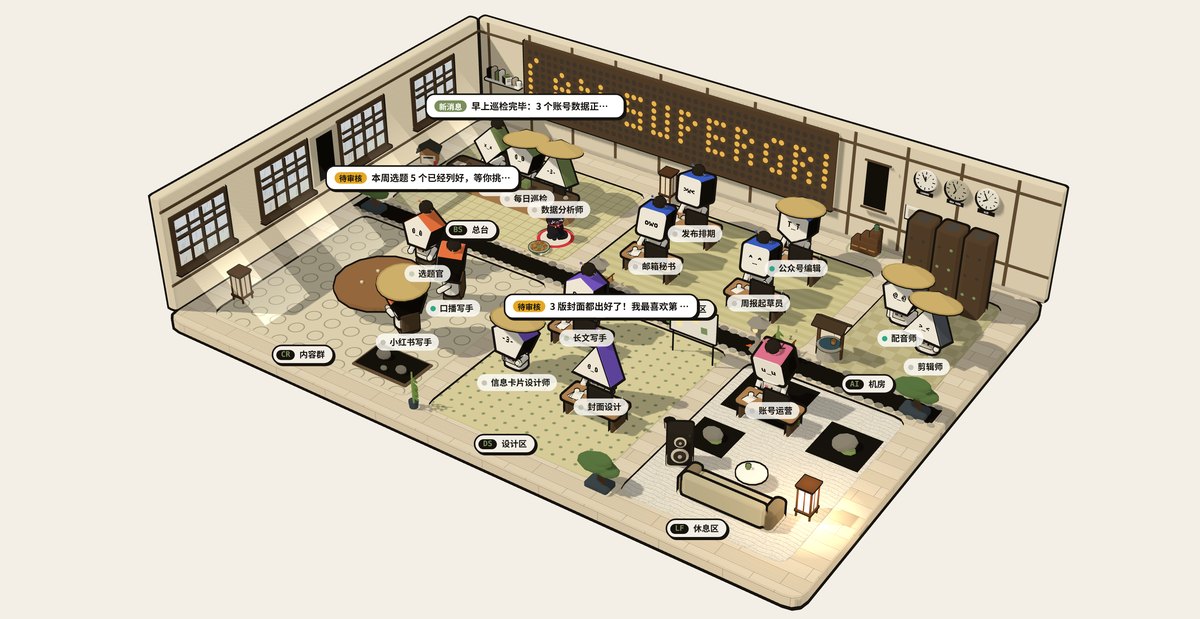 新消息 早上巡检完毕：3 个账号数据正…
SUPERGRI
待审核 本周选题 5 个已经列好，等你挑…
每日巡检
数据分析师
BS 总台
发布排期
邮箱秘书
公众号编辑
选题官
周报起草员
待审核 3 版封面都出好了！我最喜欢第 …
区
口播写手
小红书写手
长文写手
配音师
剪辑师
CR 内容群
信息卡片设计师
AI 机房
封面设计
账号运营
DS 设计区
LF 休息区